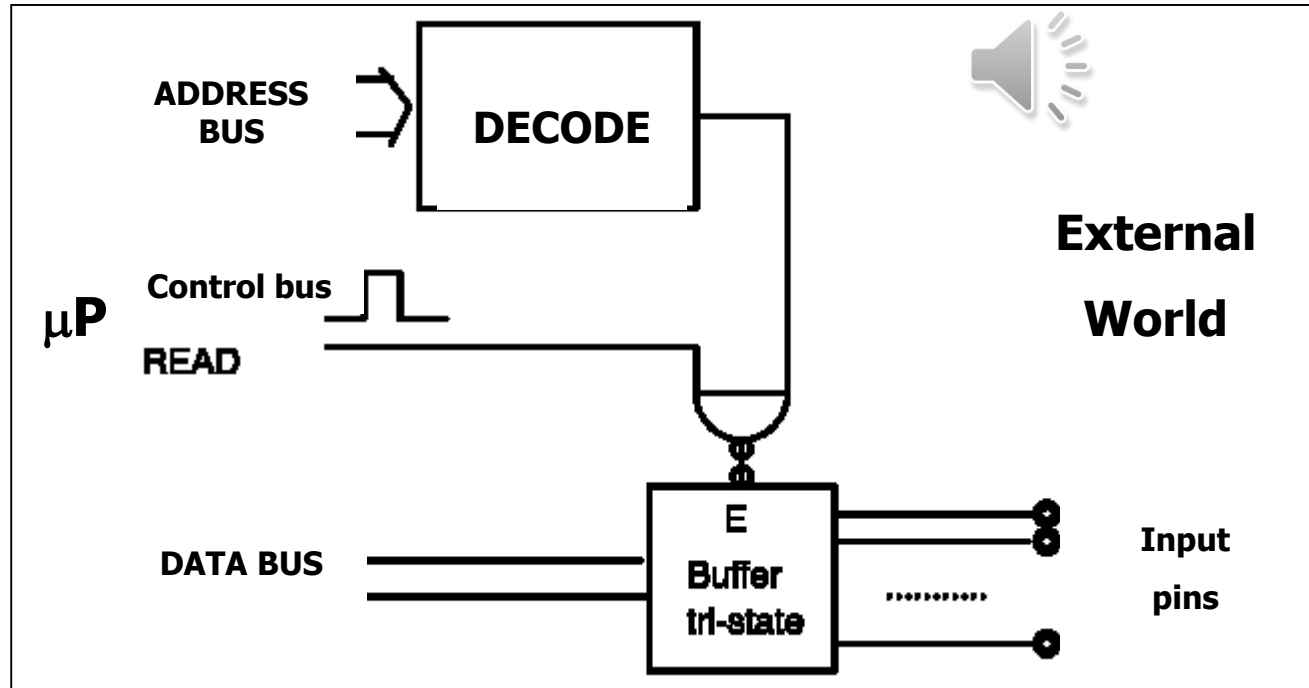 ADDRESS
BUS
DECODE
External
World
Control bus
μP
READ
E
Buffer
tri-state
DATA BUS
Input
pins